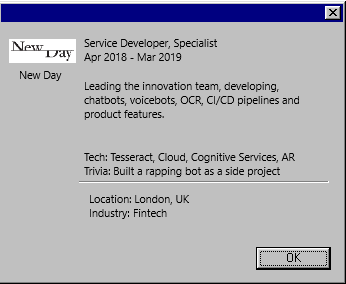 Service Developer, Specialist
Apr 2018 - Mar 2019
New Day
New Day
Leading the innovation team, developing,
chatbots, voicebots, OCR, CI/CD pipelines and
product features.
Tech: Tesseract, Cloud, Cognitive Services, AR
Trivia: Built a rapping bot as a side project
Location: London, UK
Industry: Fintech
OK